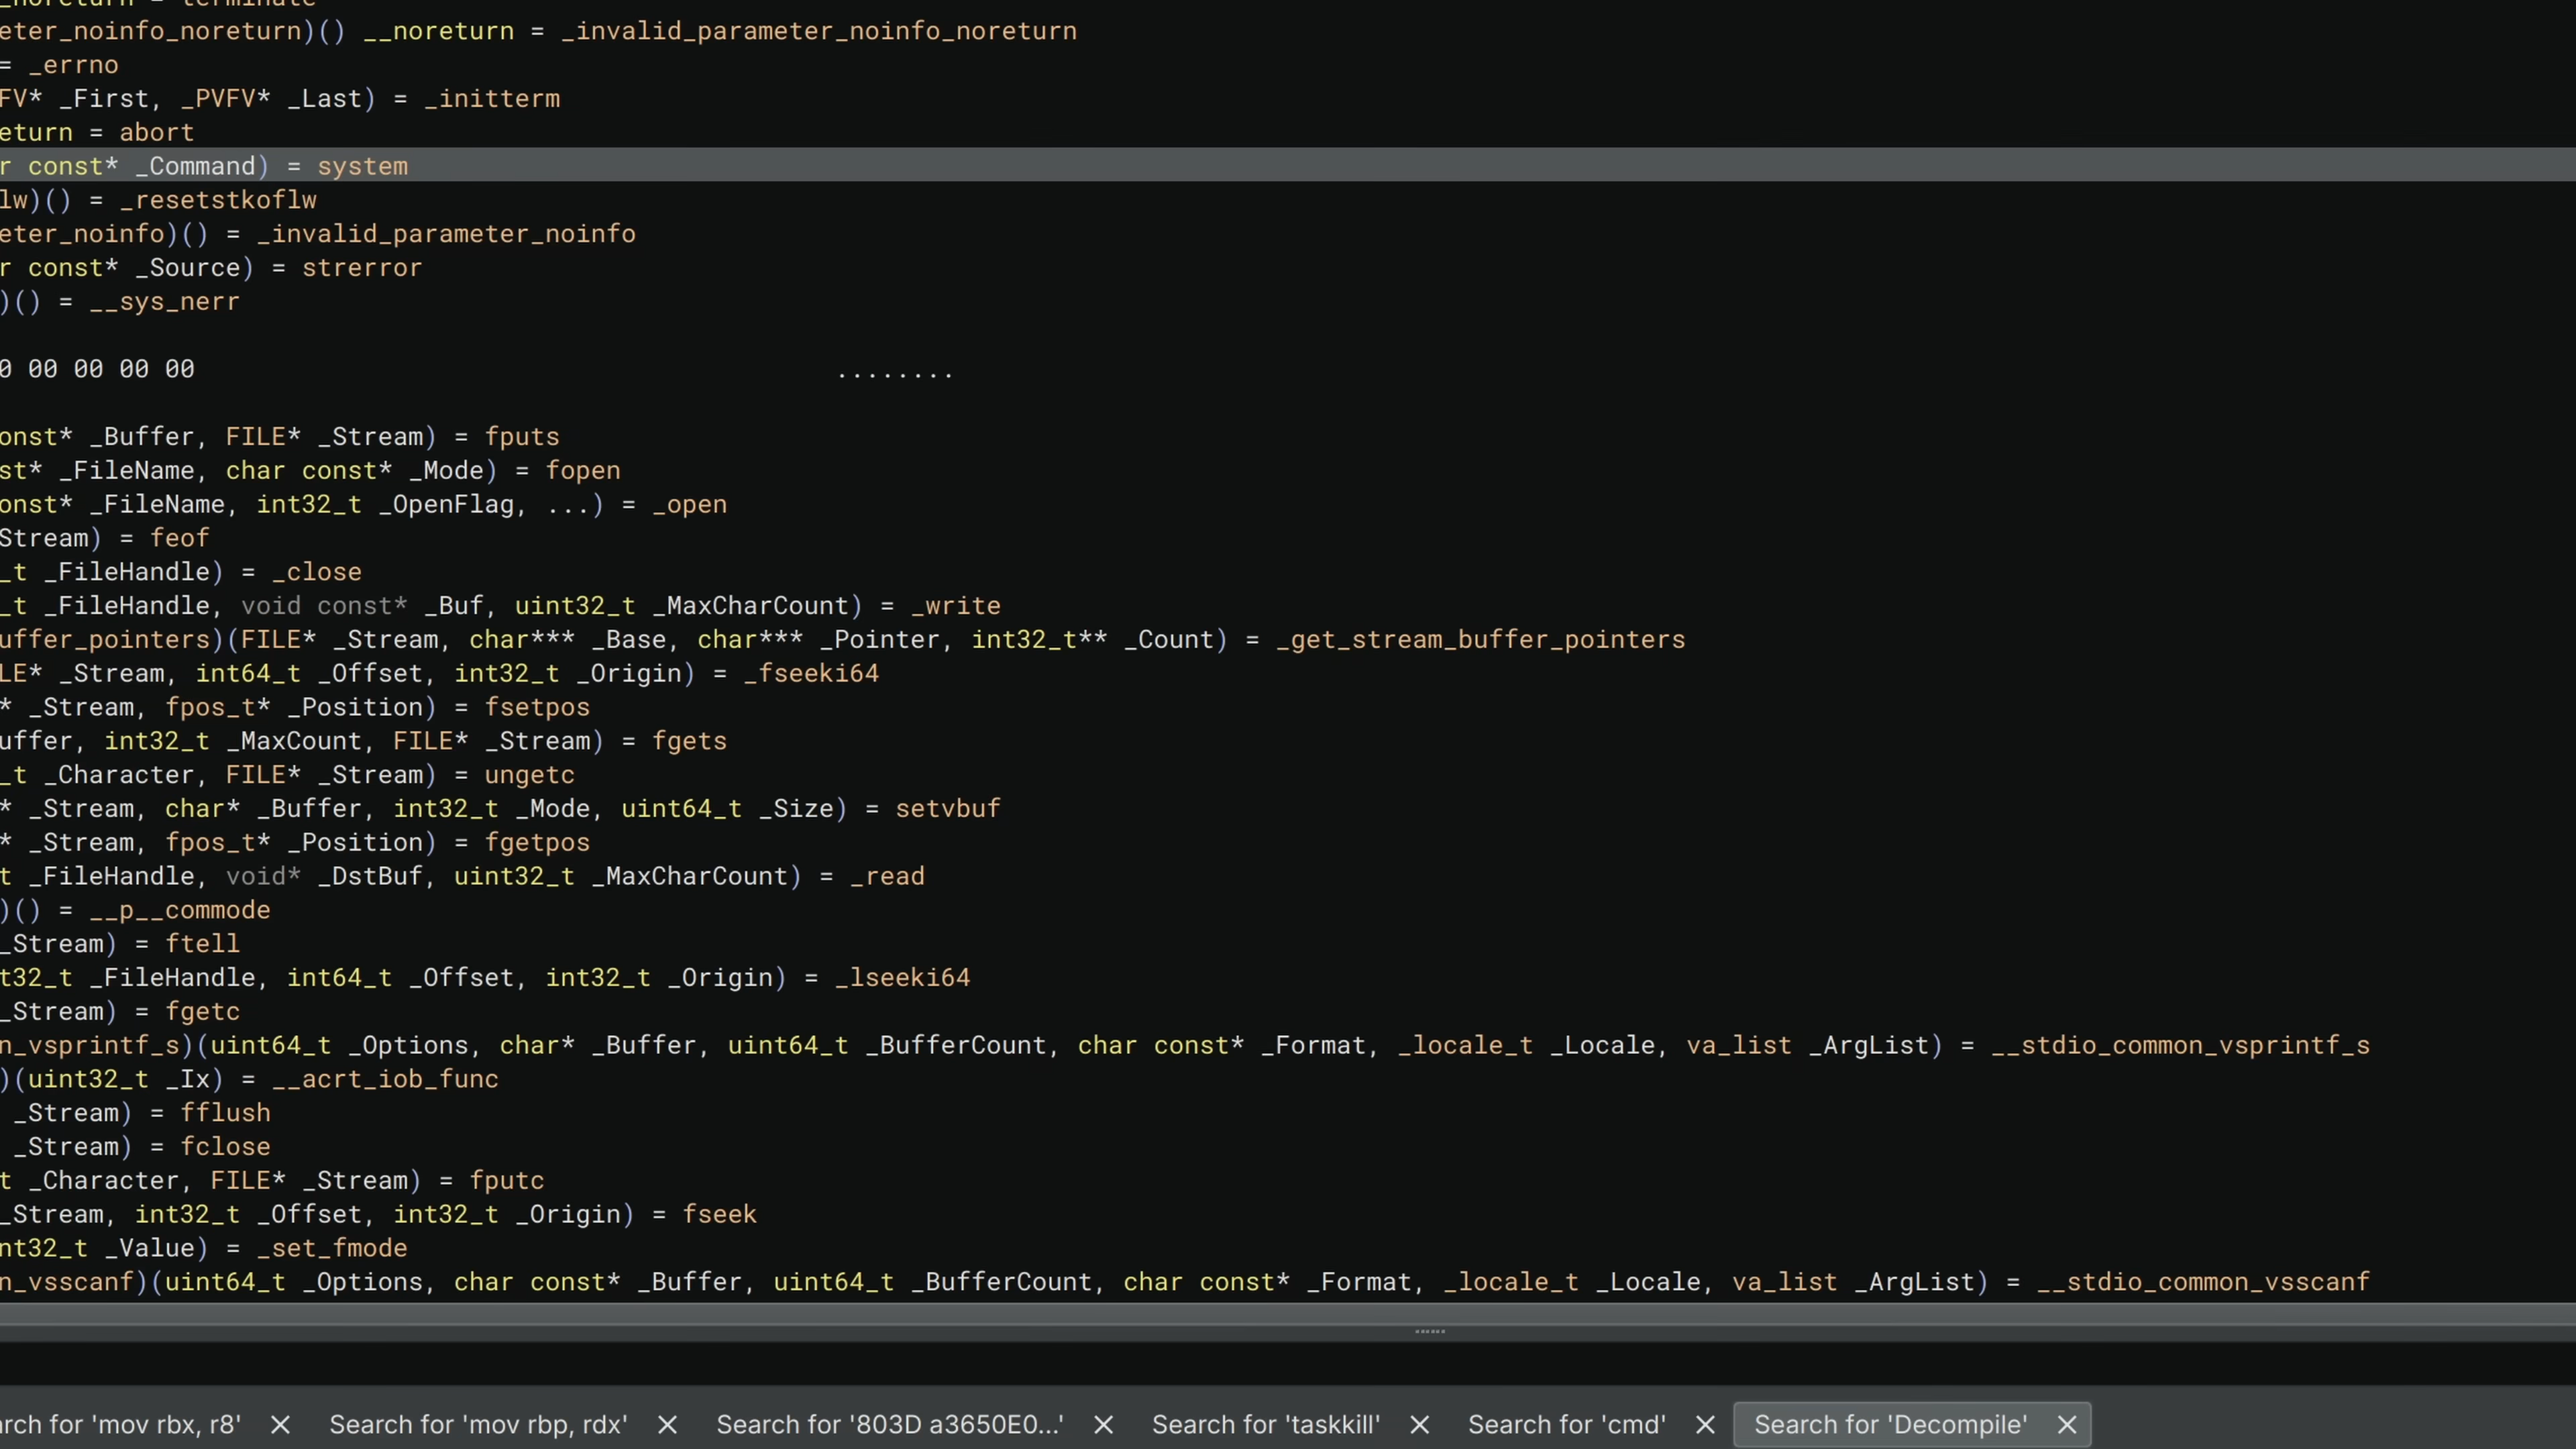 _noreturn = terminate
eter_noinfo_noreturn)() __noreturn = _invalid_parameter_noinfo_noreturn
= _errno
FV* _First, _PVFV* _Last) = _initterm
eturn = abort
r const* _Command) = system
lw)() = _resetstkoflw
eter_noinfo)() = _invalid_parameter_noinfo
r const* _Source) = strerror
)() = __sys_nerr
0 00 00 00 00 ........
onst* _Buffer, FILE* _Stream) = fputs
st* _FileName, char const* _Mode) = fopen
onst* _FileName, int32_t _OpenFlag, ...) = _open
Stream) = feof
_t _FileHandle) = _close
_t _FileHandle, void const* _Buf, uint32_t _MaxCharCount) = _write
uffer_pointers)(FILE* _Stream, char*** _Base, char*** _Pointer, int32_t** _Count) = _get_stream_buffer_pointers
LE* _Stream, int64_t _Offset, int32_t _Origin) = _fseeki64
* _Stream, fpos_t* _Position) = fsetpos
uffer, int32_t _MaxCount, FILE* _Stream) = fgets
_t _Character, FILE* _Stream) = ungetc
* _Stream, char* _Buffer, int32_t _Mode, uint64_t _Size) = setvbuf
* _Stream, fpos_t* _Position) = fgetpos
t _FileHandle, void* _DstBuf, uint32_t _MaxCharCount) = _read
)() = __p__commode
_Stream) = ftell
t32_t _FileHandle, int64_t _Offset, int32_t _Origin) = _lseeki64
_Stream) = fgetc
n_vsprintf_s)(uint64_t _Options, char* _Buffer, uint64_t _BufferCount, char const* _Format, _locale_t _Locale, va_list _ArgList) = __stdio_common_vsprintf_s
)(uint32_t _Ix) = __acrt_iob_func
_Stream) = fflush
_Stream) = fclose
t _Character, FILE* _Stream) = fputc
_Stream, int32_t _Offset, int32_t _Origin) = fseek
nt32_t _Value) = _set_fmode
n_vsscanf)(uint64_t _Options, char const* _Buffer, uint64_t _BufferCount, char const* _Format, _locale_t _Locale, va_list _ArgList) = __stdio_common_vsscanf
arch for 'mov rbx, r8' × Search for 'mov rbp, rdx' × Search for '803D a3650E0...' × Search for 'taskkill' × Search for 'cmd' × Search for 'Decompile' ×